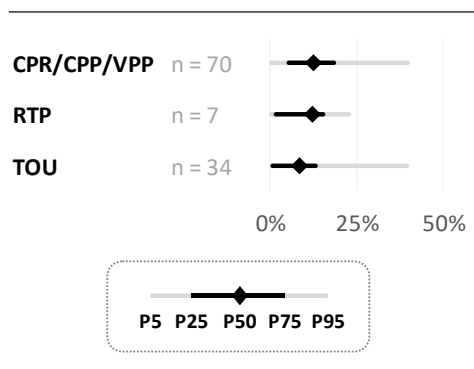 CPR/CPP/VPP n = 70
RTP n = 7
TOU n = 34
0% 25% 50%
P5 P25 P50 P75 P95